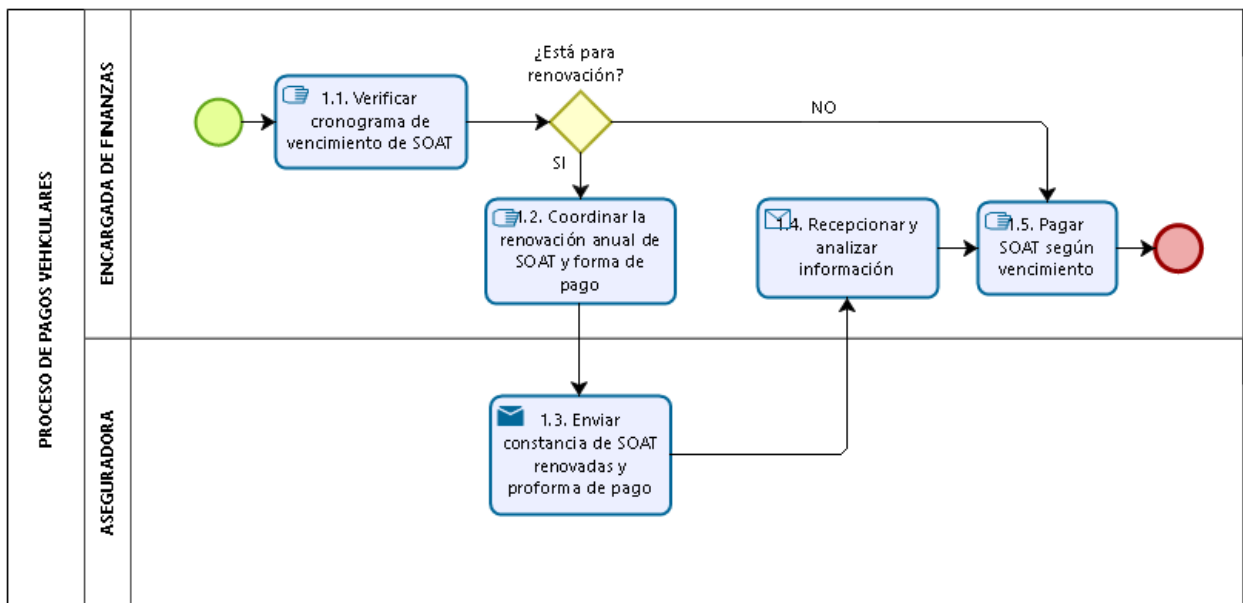 PROCESO DE PAGOS VEHICULARES
ENCARGADA DE FINANZAS
¿Está para
renovación?
1.1. Verificar
cronograma de
vencimiento de SOAT
NO
SI
1.2. Coordinar la
renovación anual de
SOAT y forma de
pago
1.4. Recepcionar y
analizar
información
1.5. Pagar
SOAT según
vencimiento
ASEGURADORA
1.3. Enviar
constancia de SOAT
renovadas y
proforma de pago